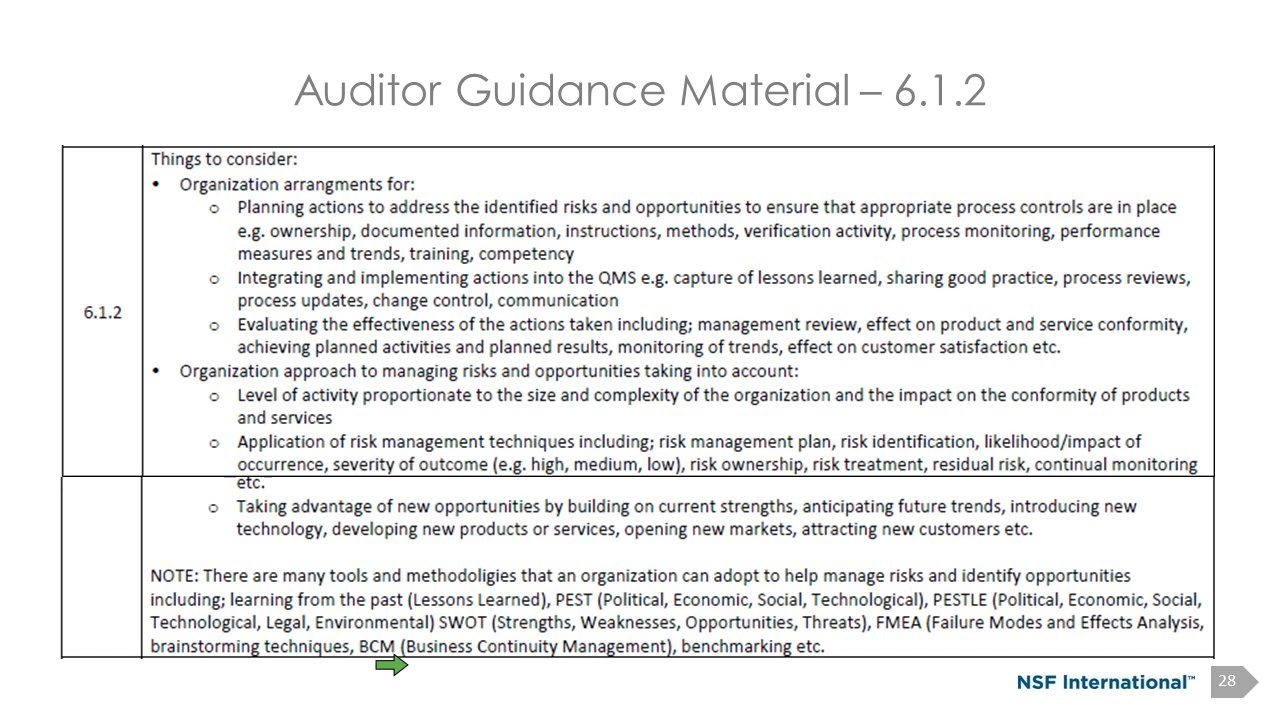 Auditor Guidance Material – 6.1.2
Things to consider:
• Organization arrangments for:
o Planning actions to address the identified risks and opportunities to ensure that appropriate process controls are in place
e.g. ownership, documented information, instructions, methods, verification activity, process monitoring, performance
measures and trends, training, competency
o Integrating and implementing actions into the QMS e.g. capture of lessons learned, sharing good practice, process reviews,
process updates, change control, communication
6.1.2
o Evaluating the effectiveness of the actions taken including; management review, effect on product and service conformity,
achieving planned activities and planned results, monitoring of trends, effect on customer satisfaction etc.
• Organization approach to managing risks and opportunities taking into account:
o Level of activity proportionate to the size and complexity of the organization and the impact on the conformity of products
and services
o Application of risk management techniques including; risk management plan, risk identification, likelihood/impact of
occurrence, severity of outcome (e.g. high, medium, low), risk ownership, risk treatment, residual risk, continual monitoring
etc.
o Taking advantage of new opportunities by building on current strengths, anticipating future trends, introducing new
technology, developing new products or services, opening new markets, attracting new customers etc.
NOTE: There are many tools and methodoligies that an organization can adopt to help manage risks and identify opportunities
including; learning from the past (Lessons Learned), PEST (Political, Economic, Social, Technological), PESTLE (Political, Economic, Social,
Technological, Legal, Environmental) SWOT (Strengths, Weaknesses, Opportunities, Threats), FMEA (Failure Modes and Effects Analysis,
brainstorming techniques, BCM (Business Continuity Management), benchmarking etc.
NSF International™
28